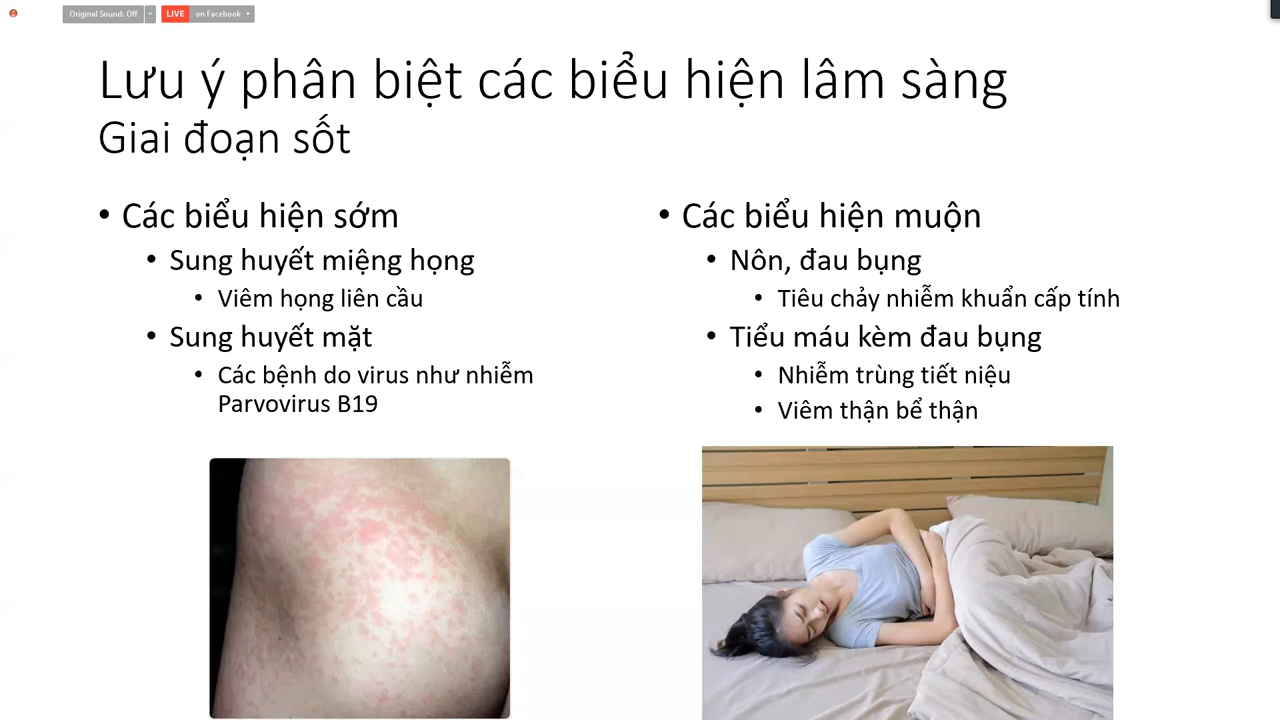 Original Sound: Off
LIVE on Facebook
Lưu ý phân biệt các biểu hiện lâm sàng
Giai đoạn sốt
• Các biểu hiện sớm
• Sung huyết miệng họng
• Viêm họng liên cầu
• Sung huyết mặt
• Các bệnh do virus như nhiễm
Parvovirus B19
• Các biểu hiện muộn
• Nôn, đau bụng
• Tiêu chảy nhiễm khuẩn cấp tính
• Tiểu máu kèm đau bụng
• Nhiễm trùng tiết niệu
• Viêm thận bể thận